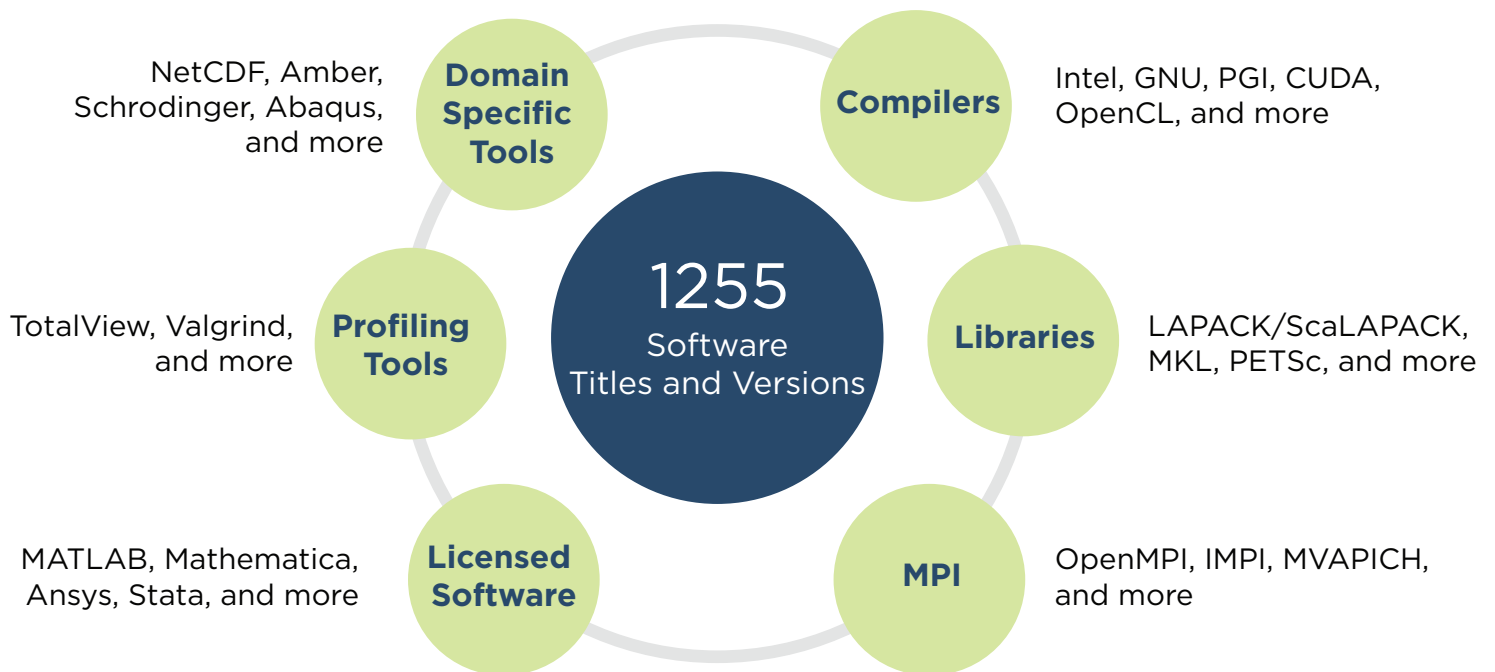 NetCDF, Amber,
Schrodinger, Abaqus,
and more
Domain
Specific
Tools
Compilers
Intel, GNU, PGI, CUDA,
OpenCL, and more
TotalView, Valgrind,
and more
Profiling
Tools
1255
Software
Titles and Versions
Libraries
LAPACK/ScaLAPACK,
MKL, PETSc, and more
MATLAB, Mathematica,
Ansys, Stata, and more
Licensed
Software
MPI
OpenMPI, IMPI, MVAPICH,
and more